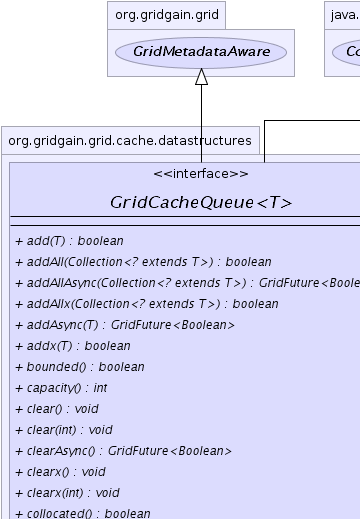 org.gridgain.grid
java.
GridMetadataAware
org.gridgain.grid.cache.datastructures
<<interface>>
GridCacheQueue<T>
+ add(T) : boolean
+ addAll(Collection<? extends T>) : boolean
+ addAllAsync(Collection<? extends T>) : GridFuture<Boole
+ addAllx(Collection<? extends T>) : boolean
+ addAsync(T) : GridFuture<Boolean>
+ addx(T) : boolean
+ bounded() : boolean
+ capacity() : int
+ clear() : void
+ clear(int) : void
+ clearAsync() : GridFuture<Boolean>
+ clearx() : void
+ clearx(int) : void
+ collocated() : boolean